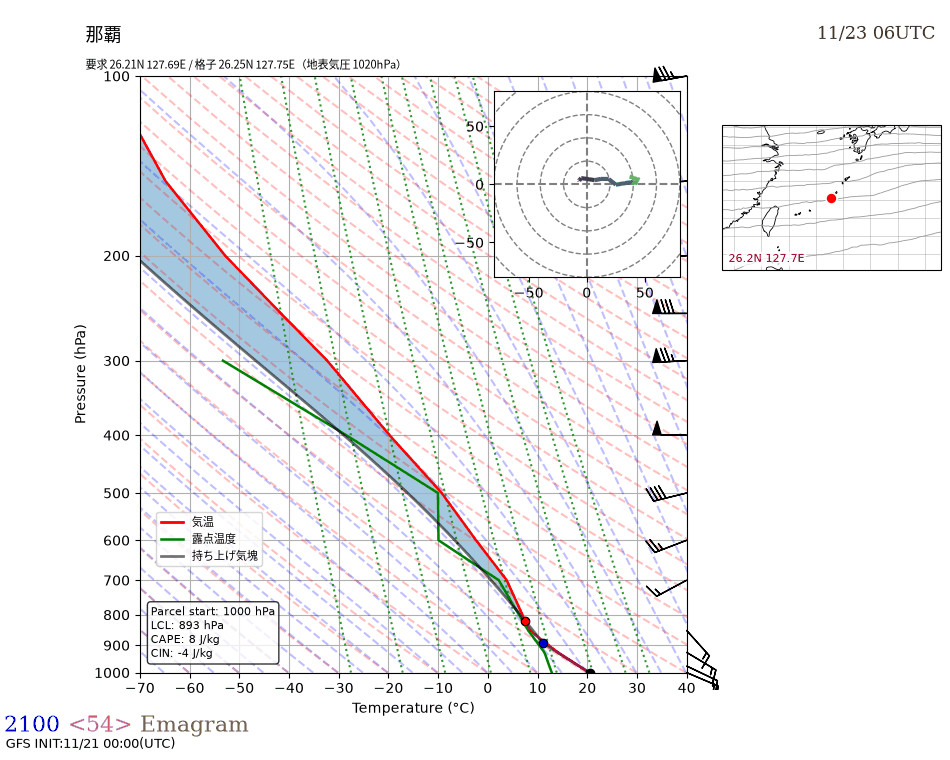 那覇
11/23 06UTC
要求 26.21N 127.69E / 格子 26.25N 127.75E（地表気圧 1020hPa）
100
200
300
400
500
600
700
800
900
1000
Pressure (hPa)
50
0
−50
−50 0 50
26.2N 127.7E
気温
露点温度
持ち上げ気塊
Parcel start: 1000 hPa
LCL: 893 hPa
CAPE: 8 J/kg
CIN: -4 J/kg
−70 −60 −50 −40 −30 −20 −10 0 10 20 30 40
Temperature (°C)
2100 <54> Emagram
GFS INIT:11/21 00:00(UTC)